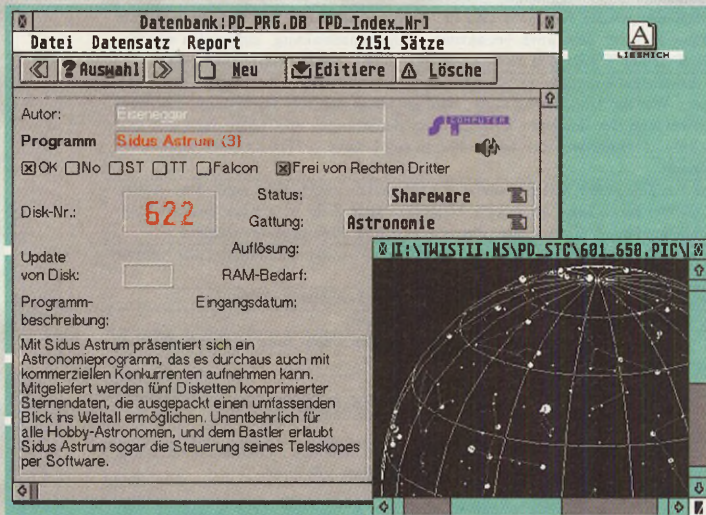 Datenbank:PD_PRG.DB [PD_Index_Nr]
Datei Datensatz Report 2151 Sätze
? Auswahl Neu Editiere Lösche
Autor: Eisenegger
Programm Sidus Astrum (3)
COMPUTER
OK No ST TT Falcon Frei von Rechten Dritter
Disk-Nr.: 622
Status: Shareware
Gattung: Astronomie
Auflösung:
Update
von Disk:
RAM-Bedarf:
Programm-
beschreibung:
Eingangsdatum:
Mit Sidus Astrum präsentiert sich ein
Astronomieprogramm, das es durchaus auch mit
kommerziellen Konkurrenten aufnehmen kann.
Mitgeliefert werden fünf Disketten komprimierter
Sternendaten, die ausgepackt einen umfassenden
Blick ins Weltall ermöglichen. Unentbehrlich für
alle Hobby-Astronomen, und dem Bastler erlaubt
Sidus Astrum sogar die Steuerung seines Teleskopes
per Software.
I:\TWISTII.NS\PD_STC\601_650.PIC\
A
LIESMICH